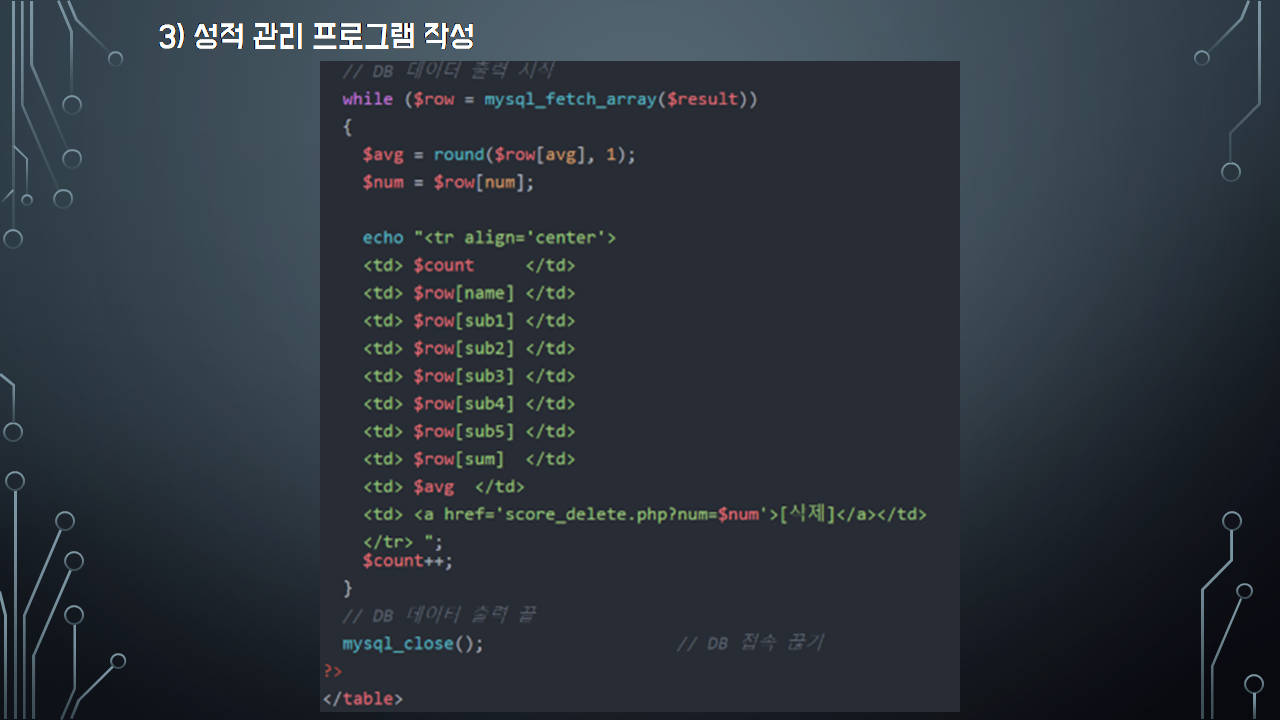 3) 성적 관리 프로그램 작성
// DB 데이터 출력 시작
while ($row = mysql_fetch_array($result))
{
$avg = round($row[avg], 1);
$num = $row[num];
echo "<tr align='center'>
<td> $count </td>
<td> $row[name] </td>
<td> $row[sub1] </td>
<td> $row[sub2] </td>
<td> $row[sub3] </td>
<td> $row[sub4] </td>
<td> $row[sub5] </td>
<td> $row[sum] </td>
<td> $avg </td>
<td> <a href='score_delete.php?num=$num'>[삭제]</a></td>
</tr> ";
$count++;
}
// DB 데이터 출력 끝
mysql_close(); // DB 접속 끊기
?>
</table>